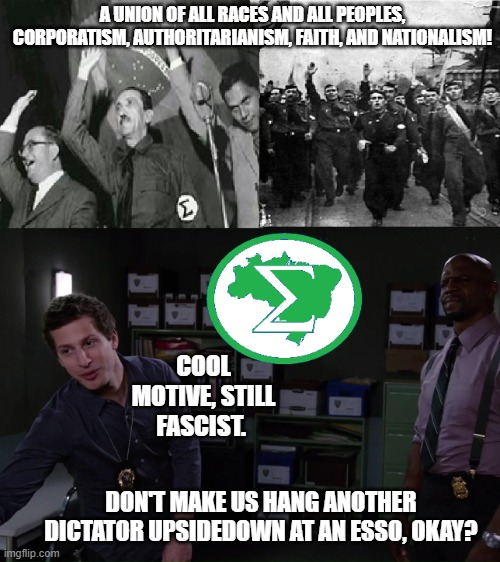 A UNION OF ALL RACES AND ALL PEOPLES,
CORPORATISM, AUTHORITARIANISM, FAITH, AND NATIONALISM!
Σ
Σ
COOL
MOTIVE, STILL
FASCIST.
DON'T MAKE US HANG ANOTHER
DICTATOR UPSIDEDOWN AT AN ESSO, OKAY?
imgflip.com